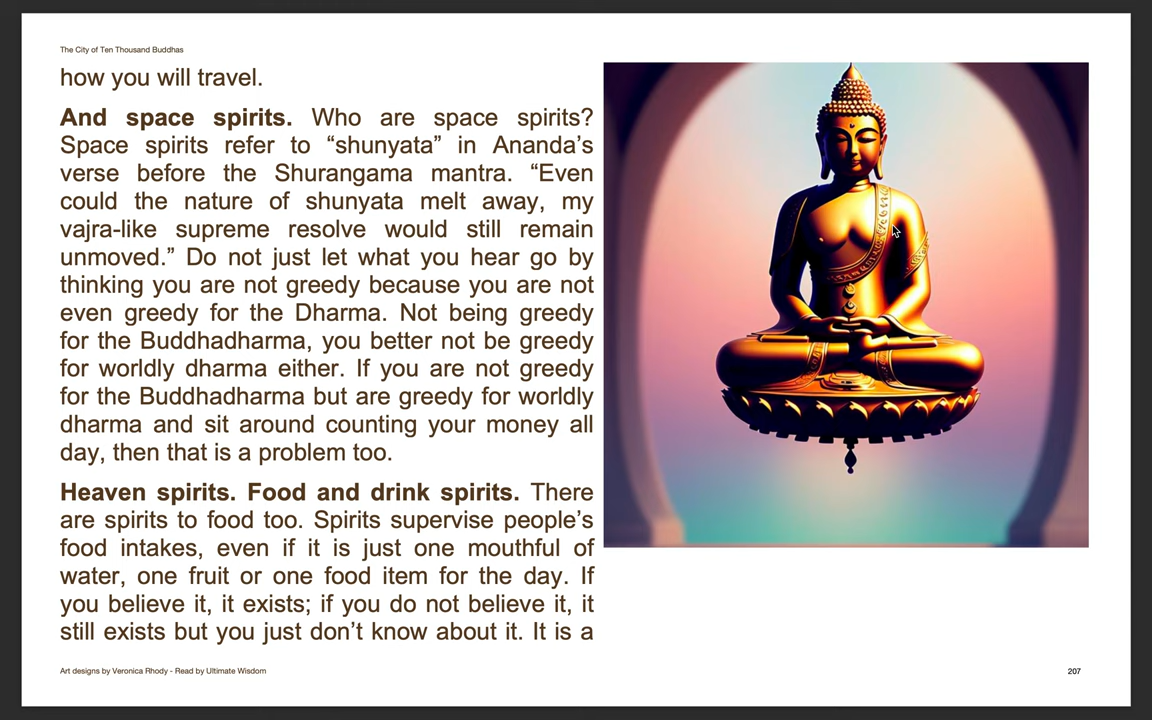 The City of Ten Thousand Buddhas
how you will travel.
And space spirits. Who are space spirits?
Space spirits refer to “shunyata” in Ananda’s
verse before the Shurangama mantra. “Even
could the nature of shunyata melt away, my
vajra-like supreme resolve would still remain
unmoved.” Do not just let what you hear go by
thinking you are not greedy because you are not
even greedy for the Dharma. Not being greedy
for the Buddhadharma, you better not be greedy
for worldly dharma either. If you are not greedy
for the Buddhadharma but are greedy for worldly
dharma and sit around counting your money all
day, then that is a problem too.
Heaven spirits. Food and drink spirits. There
are spirits to food too. Spirits supervise people’s
food intakes, even if it is just one mouthful of
water, one fruit or one food item for the day. If
you believe it, it exists; if you do not believe it, it
still exists but you just don’t know about it. It is a
Art designs by Veronica Rhody - Read by Ultimate Wisdom
207